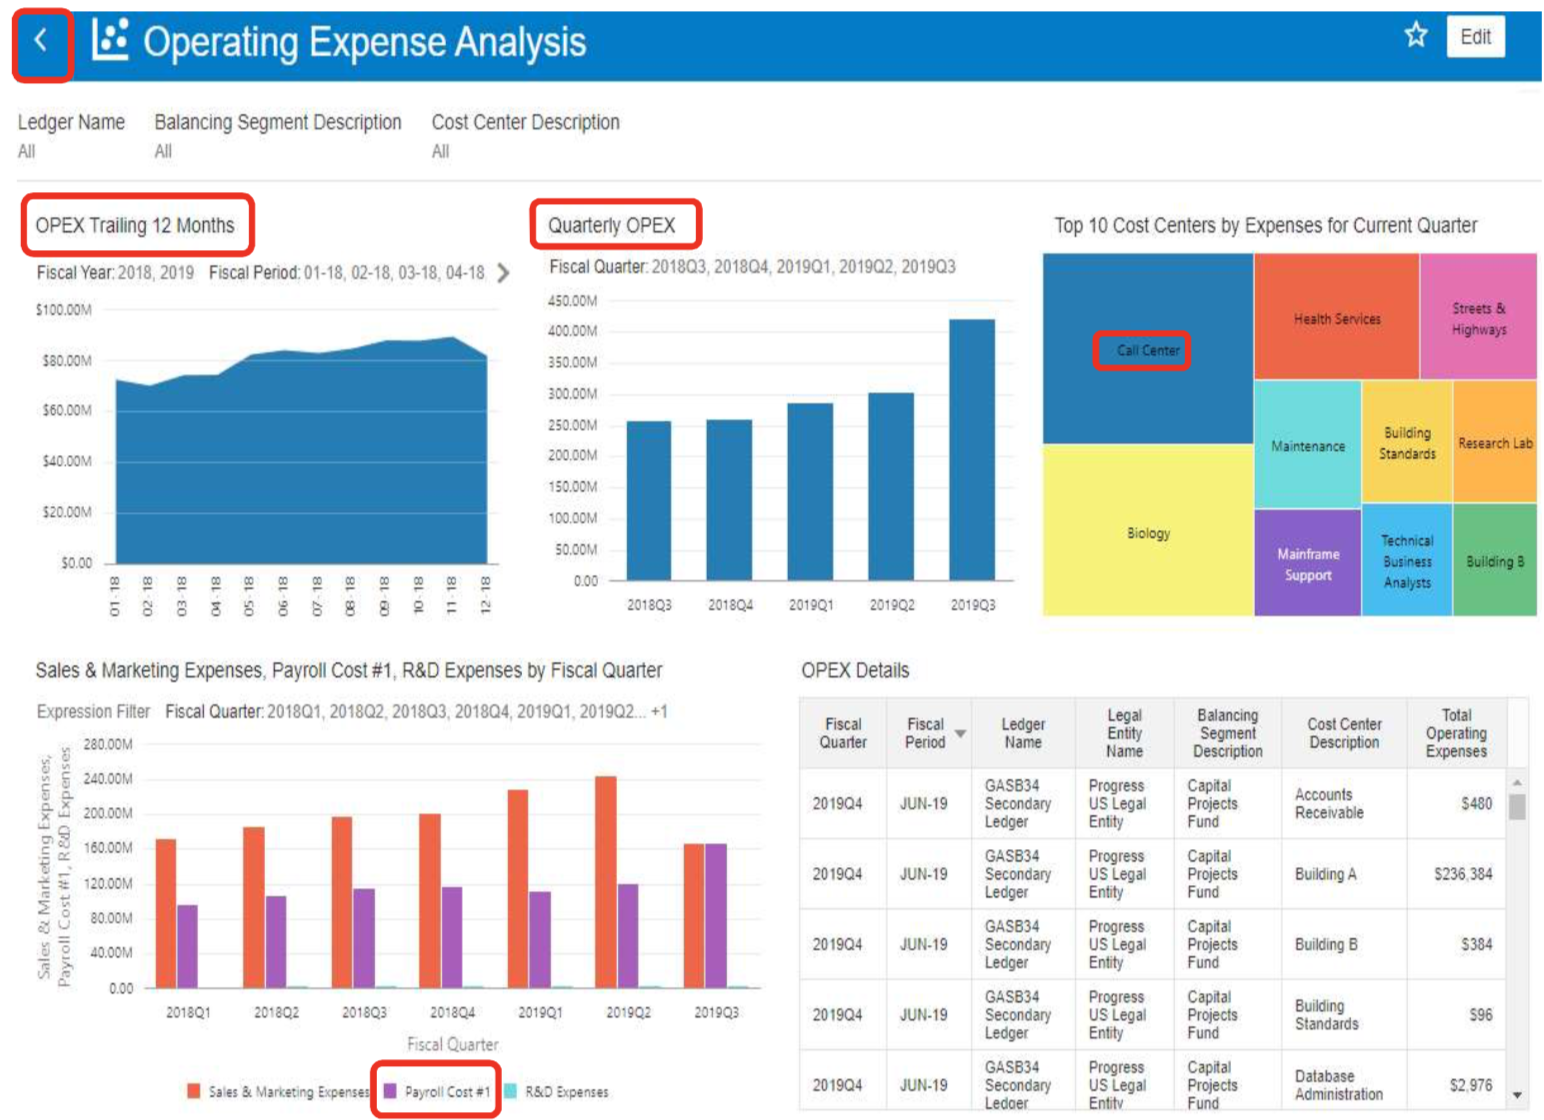 Operating Expense Analysis
Edit
Ledger Name
All
Balancing Segment Description
All
Cost Center Description
All
OPEX Trailing 12 Months
Fiscal Year: 2018, 2019 Fiscal Period: 01-18, 02-18, 03-18, 04-18
$100.00M
$80.00M
$60.00M
$40.00M
$20.00M
$0.00
01-18
02-18
03-18
04-18
05-18
06-18
07-18
08-18
09-18
10-18
11-18
12-18
Quarterly OPEX
Fiscal Quarter: 2018Q3, 2018Q4, 2019Q1, 2019Q2, 2019Q3
450.00M
400.00M
350.00M
300.00M
250.00M
200.00M
150.00M
100.00M
50.00M
0.00
2018Q3 2018Q4 2019Q1 2019Q2 2019Q3
Top 10 Cost Centers by Expenses for Current Quarter
Call Center
Biology
Health Services
Streets &
Highways
Maintenance
Building
Standards
Research Lab
Mainframe
Support
Technical
Business
Analysts
Building B
Sales & Marketing Expenses, Payroll Cost #1, R&D Expenses by Fiscal Quarter
Expression Filter Fiscal Quarter: 2018Q1, 2018Q2, 2018Q3, 2018Q4, 2019Q1, 2019Q2... +1
Sales & Marketing Expenses,
Payroll Cost #1, R&D Expenses
280.00M
240.00M
200.00M
160.00M
120.00M
80.00M
40.00M
0.00
2018Q1 2018Q2 2018Q3 2018Q4 2019Q1 2019Q2 2019Q3
Fiscal Quarter
Sales & Marketing Expenses Payroll Cost #1 R&D Expenses
OPEX Details
Fiscal
Quarter
Fiscal
Period
Ledger
Name
Legal
Entity
Name
Balancing
Segment
Description
Cost Center
Description
Total
Operating
Expenses
2019Q4
JUN-19
GASB34
Secondary
Ledger
Progress
US Legal
Entity
Capital
Projects
Fund
Accounts
Receivable
$480
2019Q4
JUN-19
GASB34
Secondary
Ledger
Progress
US Legal
Entity
Capital
Projects
Fund
Building A
$236,384
2019Q4
JUN-19
GASB34
Secondary
Ledger
Progress
US Legal
Entity
Capital
Projects
Fund
Building B
$384
2019Q4
JUN-19
GASB34
Secondary
Ledger
Progress
US Legal
Entity
Capital
Projects
Fund
Building
Standards
$96
2019Q4
JUN-19
GASB34
Secondary
Ledger
Progress
US Legal
Entity
Capital
Projects
Fund
Database
Administration
$2,976